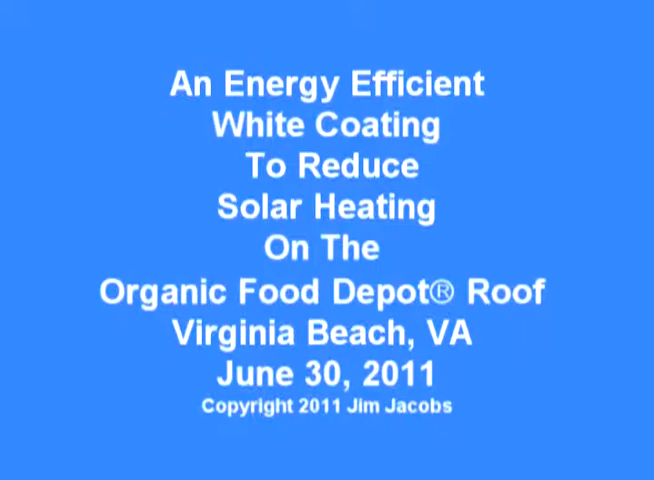 An Energy Efficient
White Coating
To Reduce
Solar Heating
On The
Organic Food Depot® Roof
Virginia Beach, VA
June 30, 2011
Copyright 2011 Jim Jacobs